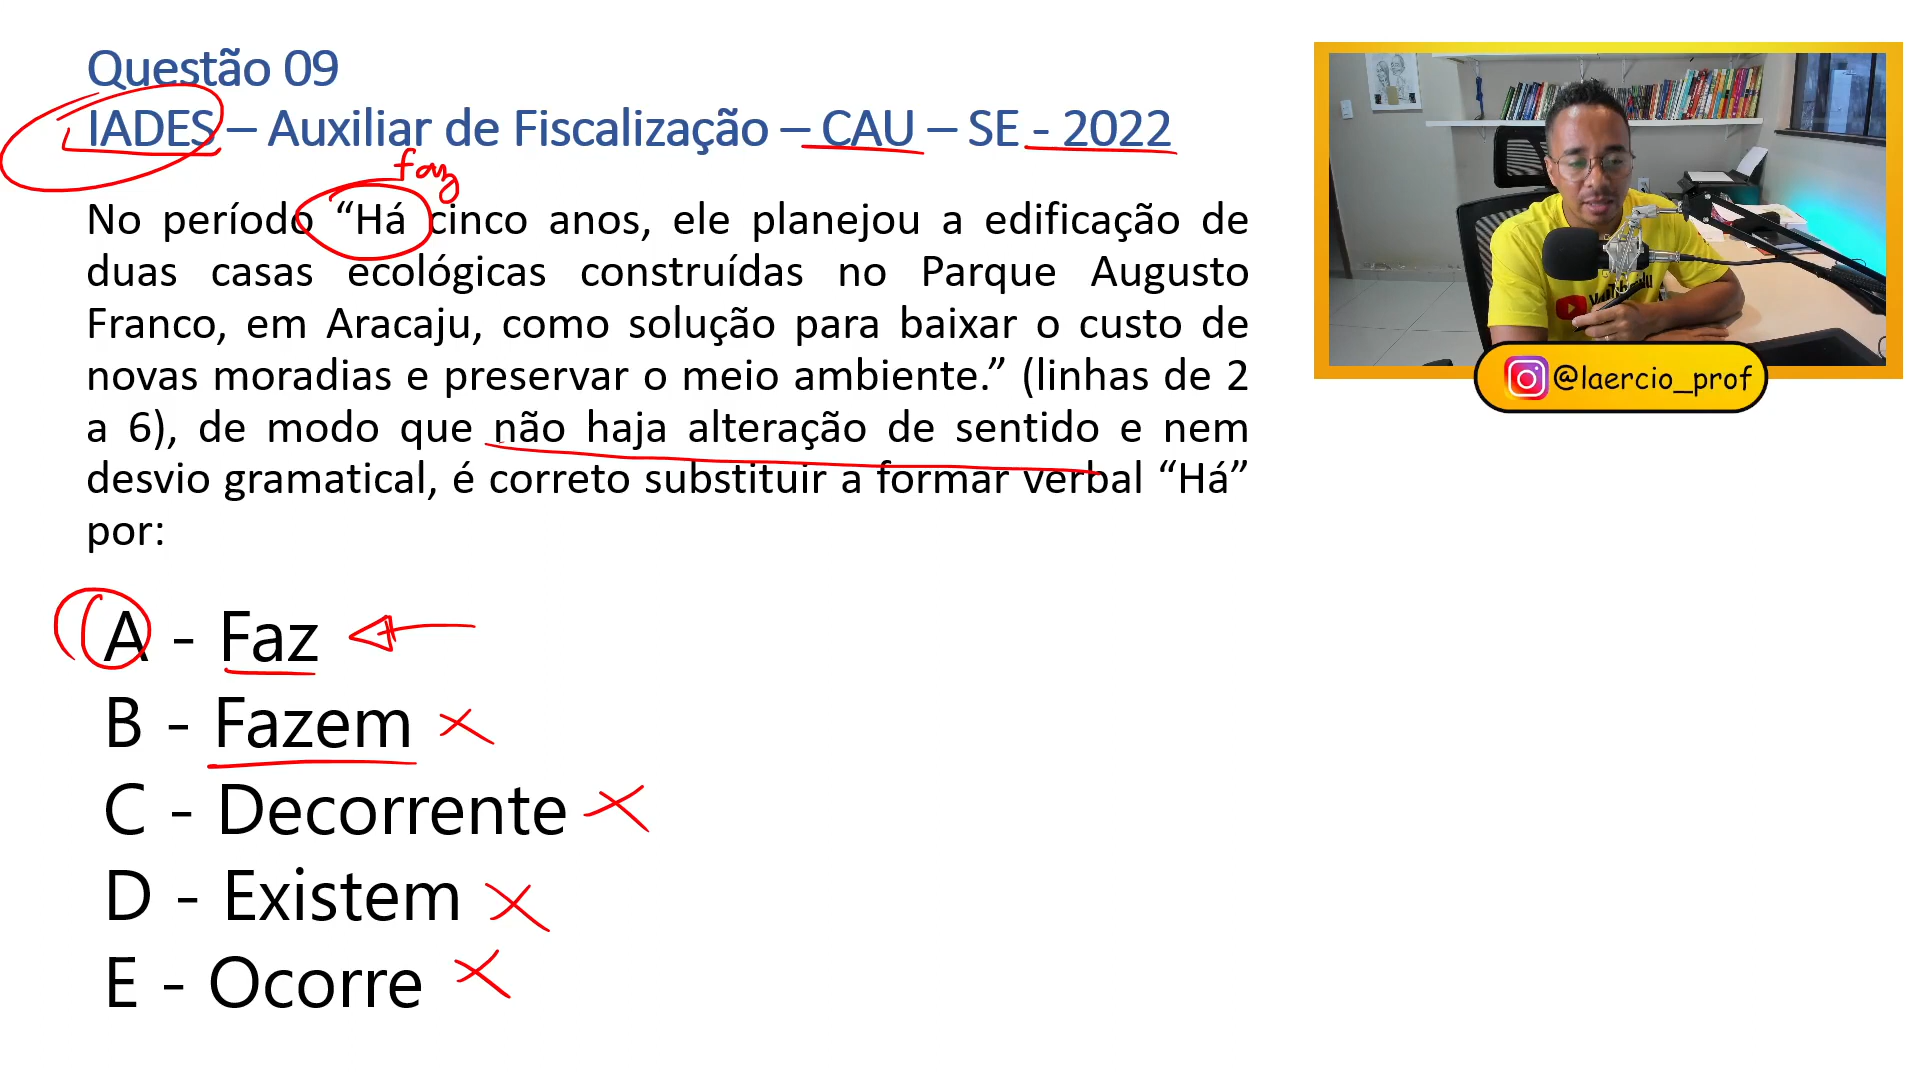 Questão 09
IADES – Auxiliar de Fiscalização – CAU – SE - 2022
faz
No período “Há cinco anos, ele planejou a edificação de
duas casas ecológicas construídas no Parque Augusto
Franco, em Aracaju, como solução para baixar o custo de
novas moradias e preservar o meio ambiente.” (linhas de 2
a 6), de modo que não haja alteração de sentido e nem
desvio gramatical, é correto substituir a formar verbal “Há”
por:
A - Faz
B - Fazem
C - Decorrente
D - Existem
E - Ocorre
@laercio_prof